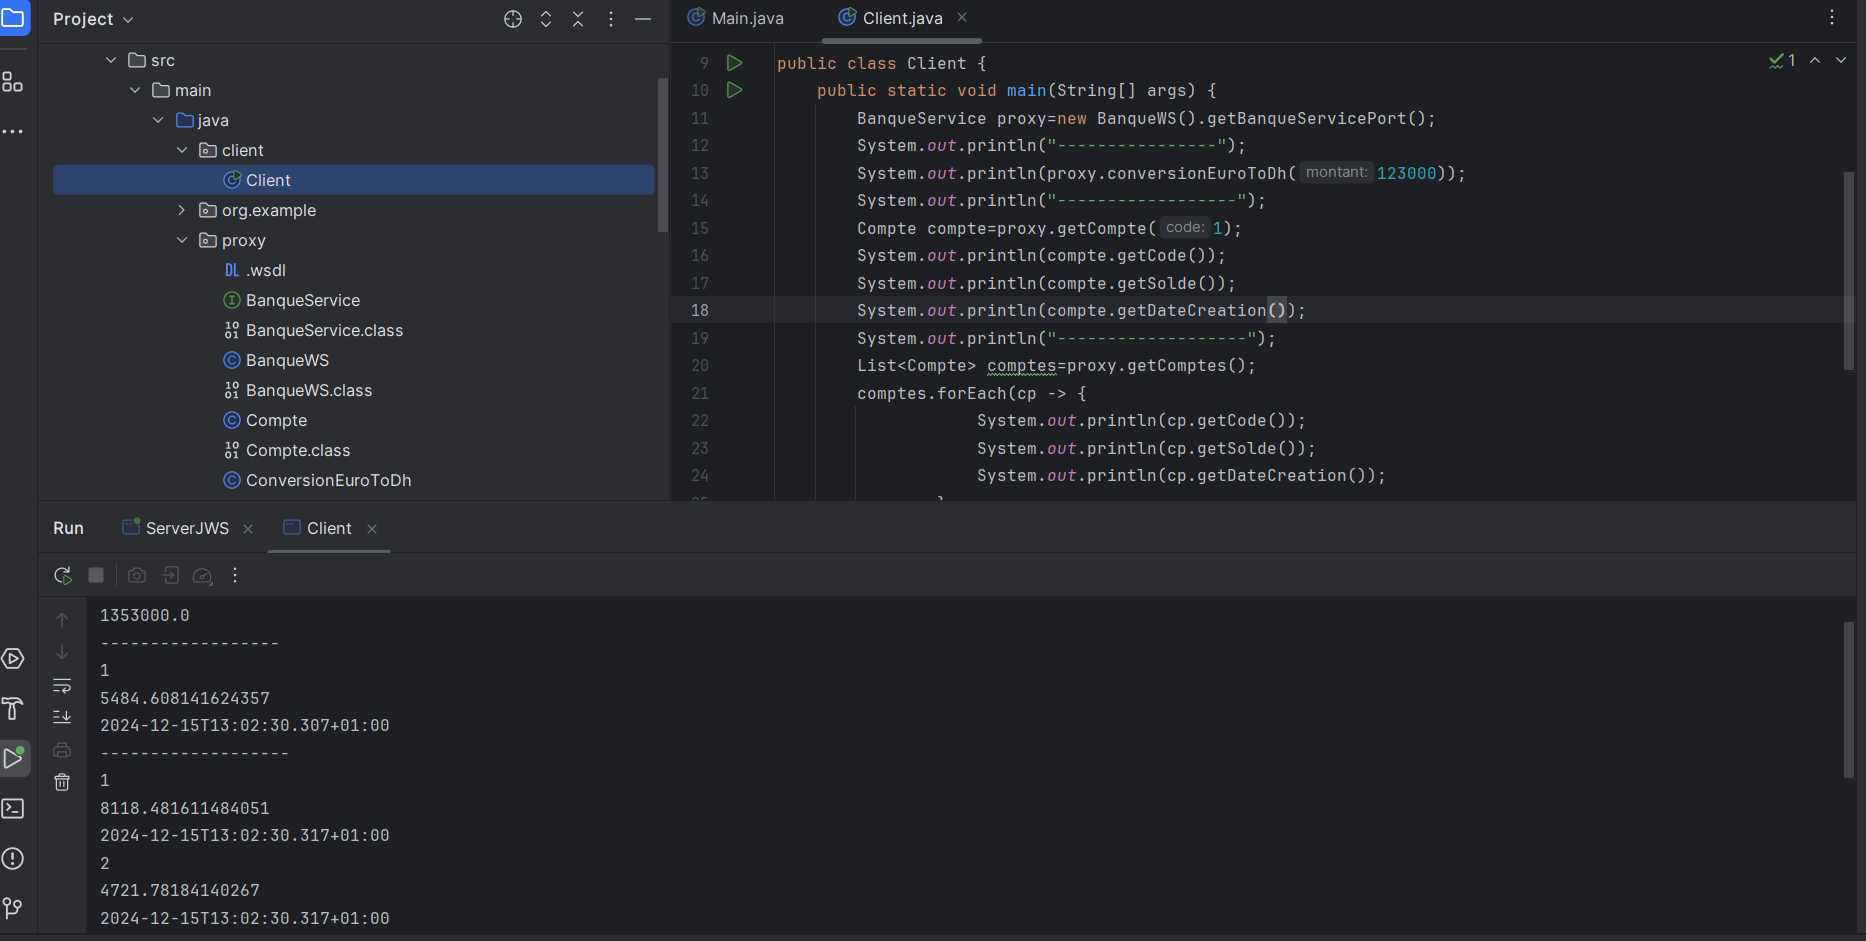 Project
src
main
java
client
Client
org.example
proxy
.wsdl
BanqueService
BanqueService.class
BanqueWS
BanqueWS.class
Compte
Compte.class
ConversionEuroToDh
Main.java
Client.java
1
9 public class Client {
10 public static void main(String[] args) {
11 BanqueService proxy=new BanqueWS().getBanqueServicePort();
12 System.out.println("----------------");
13 System.out.println(proxy.conversionEuroToDh( montant: 123000));
14 System.out.println("------------------");
15 Compte compte=proxy.getCompte( code: 1);
16 System.out.println(compte.getCode());
17 System.out.println(compte.getSolde());
18 System.out.println(compte.getDateCreation());
19 System.out.println("-------------------");
20 List<Compte> comptes=proxy.getComptes();
21 comptes.forEach(cp -> {
22 System.out.println(cp.getCode());
23 System.out.println(cp.getSolde());
24 System.out.println(cp.getDateCreation());
Run
ServerJWS
Client
1353000.0
------------------
1
5484.608141624357
2024-12-15T13:02:30.307+01:00
-------------------
1
8118.481611484051
2024-12-15T13:02:30.317+01:00
2
4721.78184140267
2024-12-15T13:02:30.317+01:00